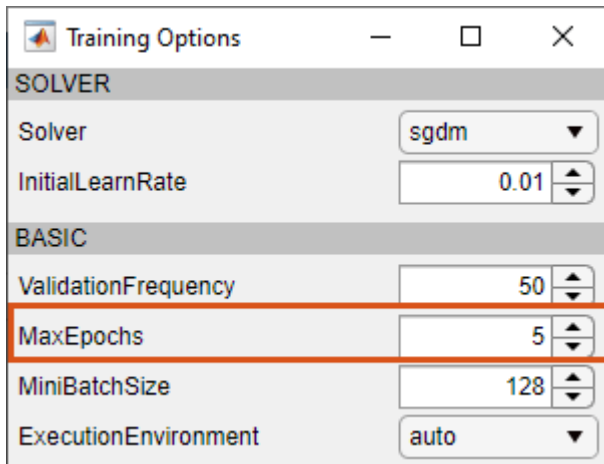 Training Options
SOLVER
Solver sgdm
InitialLearnRate 0.01
BASIC
ValidationFrequency 50
MaxEpochs 5
MiniBatchSize 128
ExecutionEnvironment auto